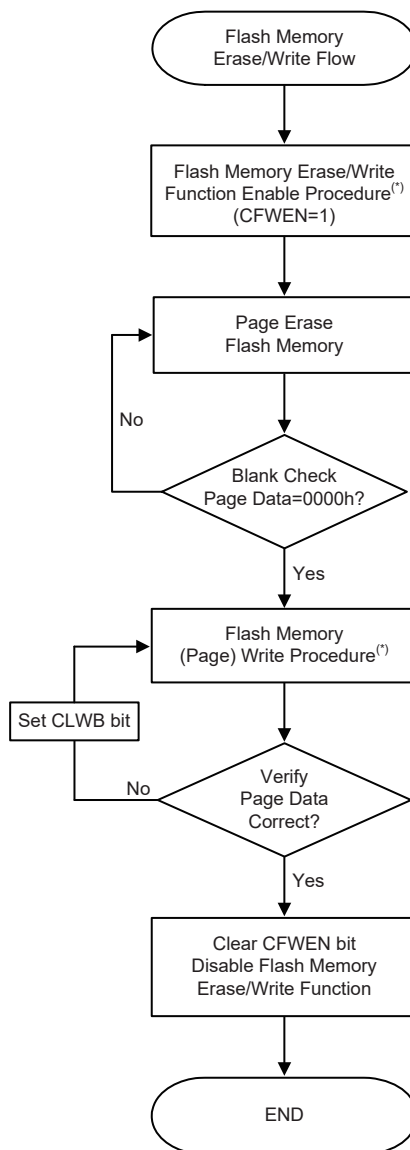 Flash Memory
Erase/Write Flow
Flash Memory Erase/Write
Function Enable Procedure(*)
(CFWEN=1)
Page Erase
Flash Memory
No
Blank Check
Page Data=0000h?
Yes
Flash Memory
(Page) Write Procedure(*)
Set CLWB bit
No
Verify
Page Data
Correct?
Yes
Clear CFWEN bit
Disable Flash Memory
Erase/Write Function
END